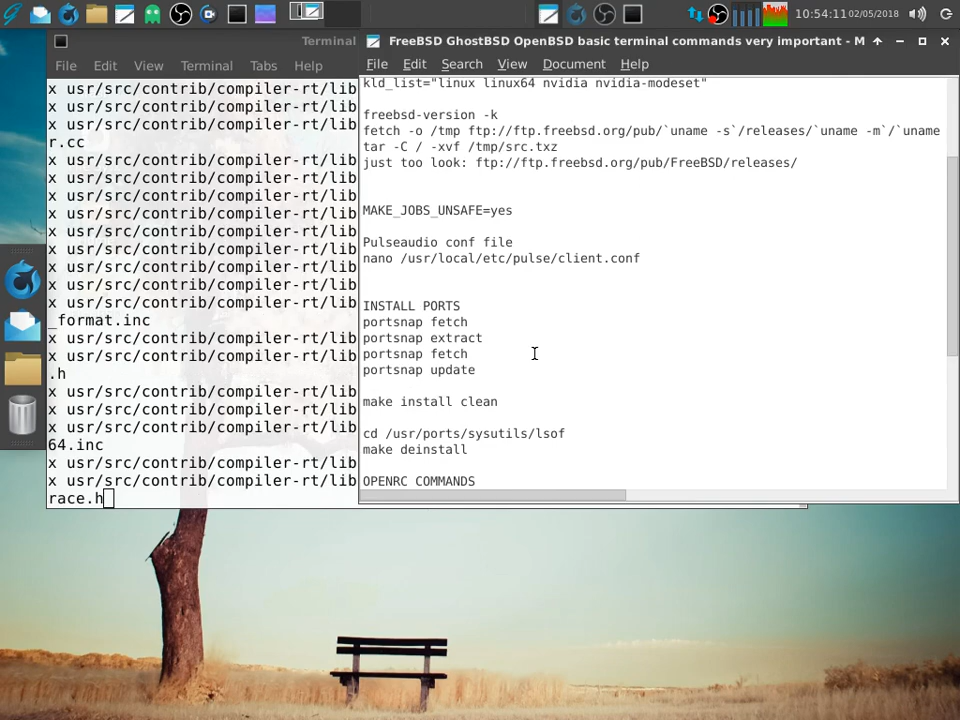 10:54:11 02/05/2018
Terminal
File Edit View Terminal Tabs Help
x usr/src/contrib/compiler-rt/lib
x usr/src/contrib/compiler-rt/lib
x usr/src/contrib/compiler-rt/lib
r.cc
x usr/src/contrib/compiler-rt/lib
x usr/src/contrib/compiler-rt/lib
x usr/src/contrib/compiler-rt/lib
x usr/src/contrib/compiler-rt/lib
x usr/src/contrib/compiler-rt/lib
x usr/src/contrib/compiler-rt/lib
x usr/src/contrib/compiler-rt/lib
x usr/src/contrib/compiler-rt/lib
x usr/src/contrib/compiler-rt/lib
_format.inc
x usr/src/contrib/compiler-rt/lib
x usr/src/contrib/compiler-rt/lib
.h
x usr/src/contrib/compiler-rt/lib
x usr/src/contrib/compiler-rt/lib
x usr/src/contrib/compiler-rt/lib
64.inc
x usr/src/contrib/compiler-rt/lib
x usr/src/contrib/compiler-rt/lib
race.h
FreeBSD GhostBSD OpenBSD basic terminal commands very important - M
File Edit Search View Document Help
kld_list="linux linux64 nvidia nvidia-modeset"
freebsd-version -k
fetch -o /tmp ftp://ftp.freebsd.org/pub/`uname -s`/releases/`uname -m`/`uname
tar -C / -xvf /tmp/src.txz
just too look: ftp://ftp.freebsd.org/pub/FreeBSD/releases/
MAKE_JOBS_UNSAFE=yes
Pulseaudio conf file
nano /usr/local/etc/pulse/client.conf
INSTALL PORTS
portsnap fetch
portsnap extract
portsnap fetch
portsnap update
make install clean
cd /usr/ports/sysutils/lsof
make deinstall
OPENRC COMMANDS